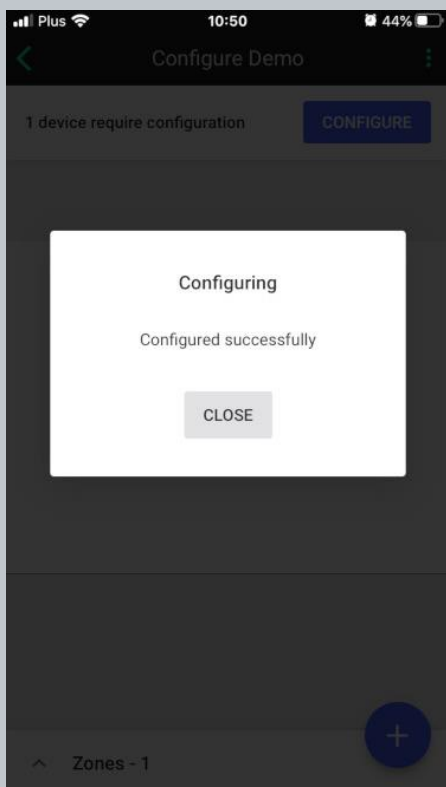 Plus 10:50 44%
Configure Demo
1 device require configuration CONFIGURE
Configuring
Configured successfully
CLOSE
+
Zones - 1